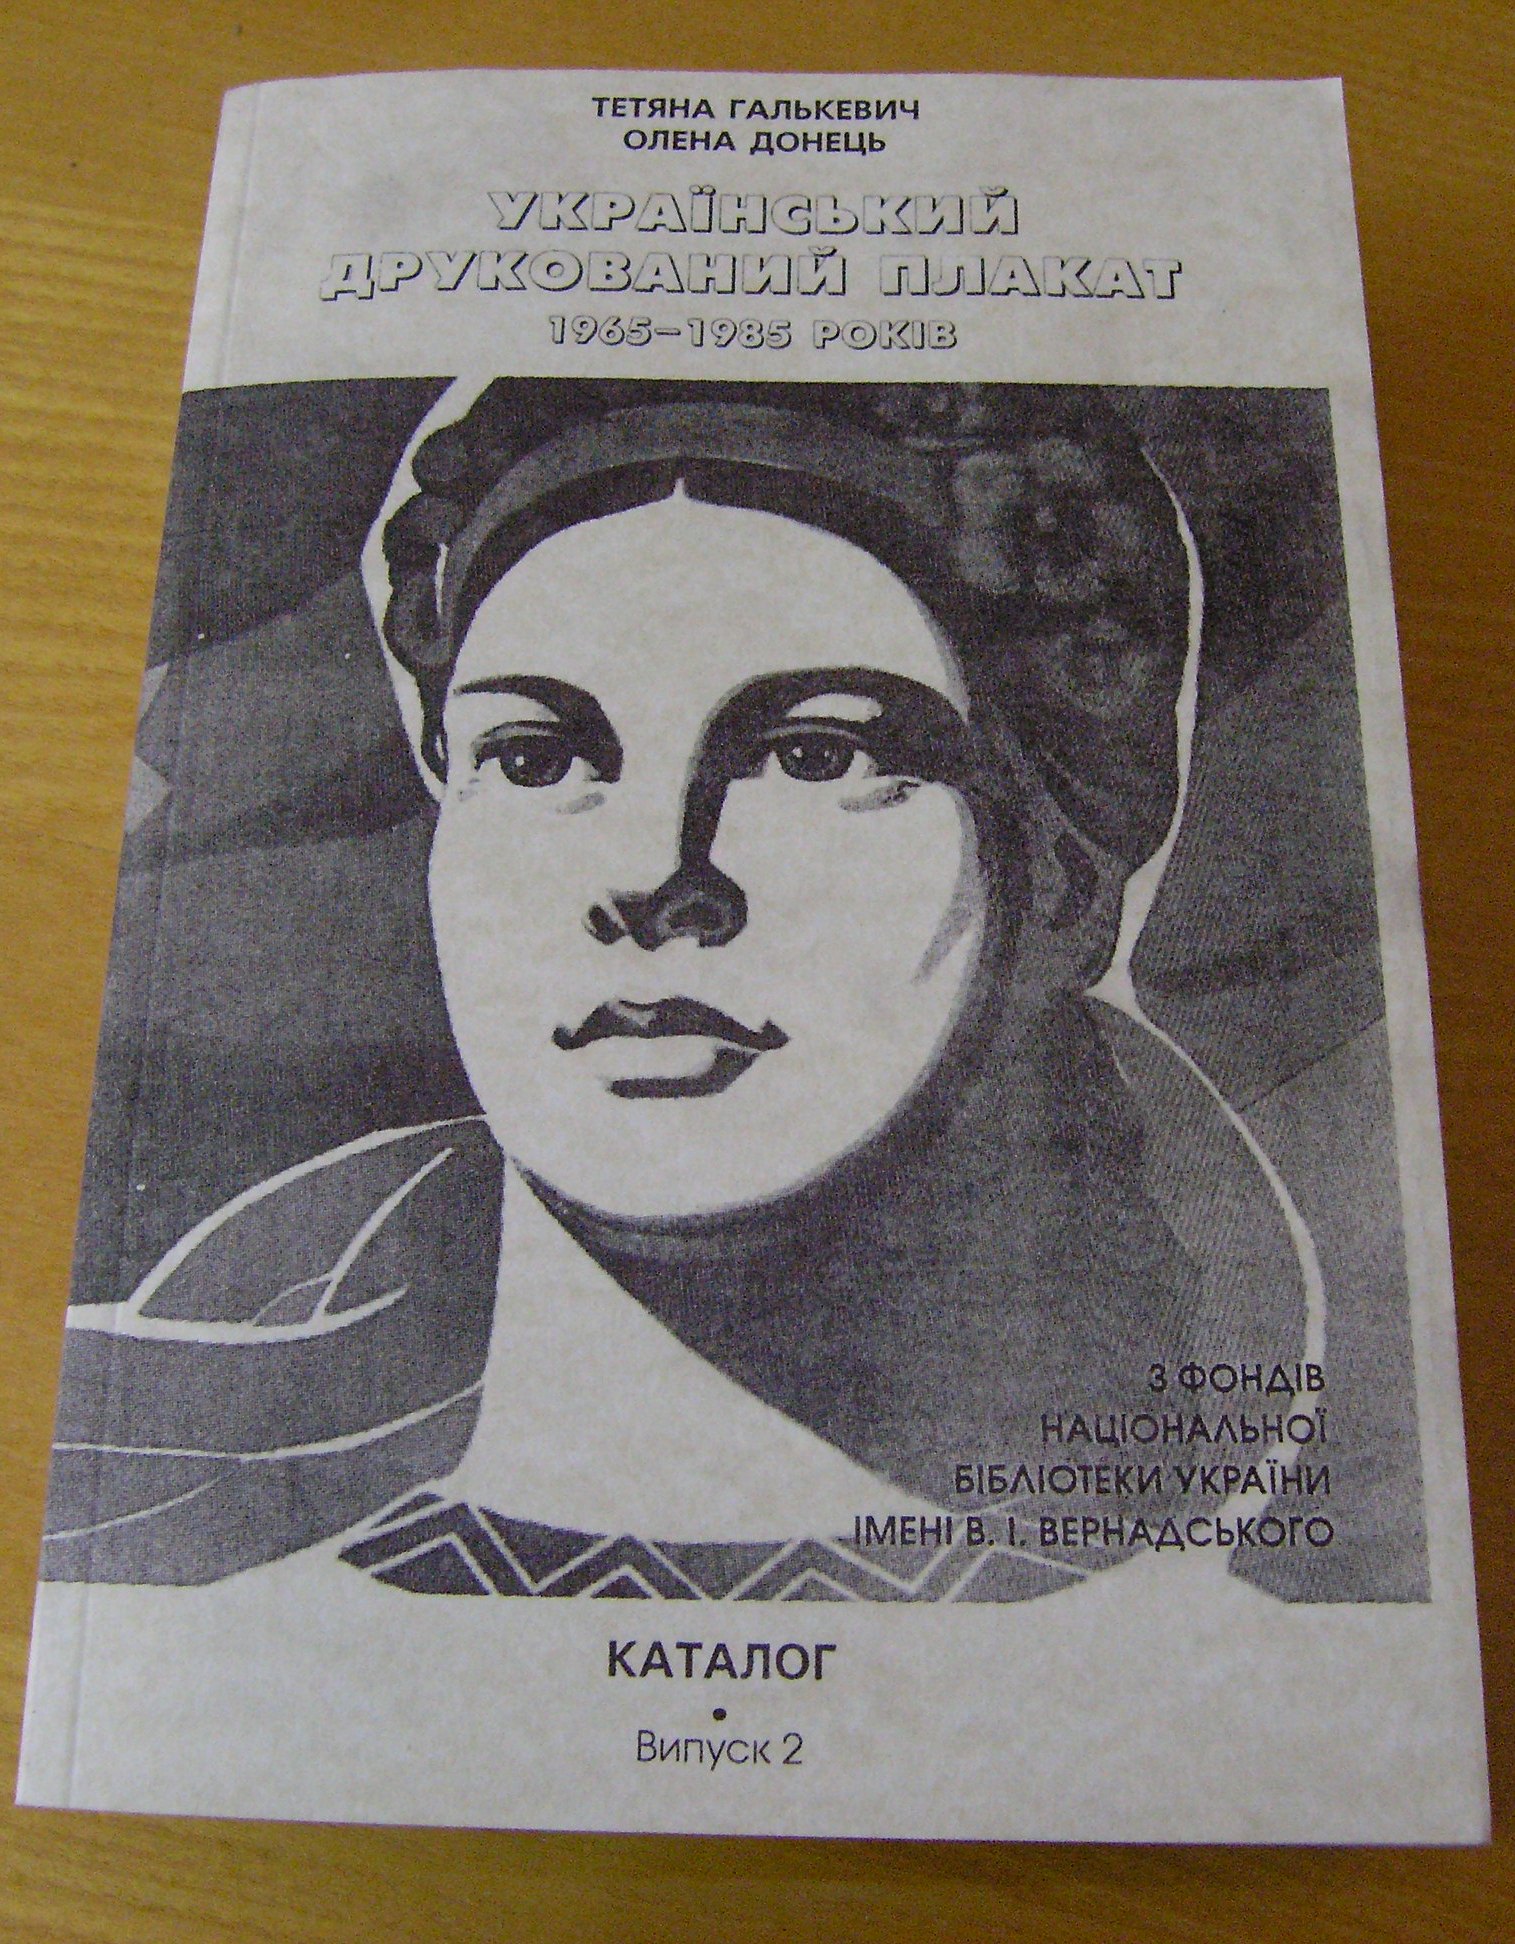 ТЕТЯНА ГАЛЬКЕВИЧ
ОЛЕНА ДОНЕЦЬ
УКРАЇНСЬКИЙ
ДРУКОВАНИЙ ПЛАКАТ
1965–1985 РОКІВ
З ФОНДІВ
НАЦІОНАЛЬНОЇ
БІБЛІОТЕКИ УКРАЇНИ
ІМЕНІ В. І. ВЕРНАДСЬКОГО
КАТАЛОГ
•
Випуск 2